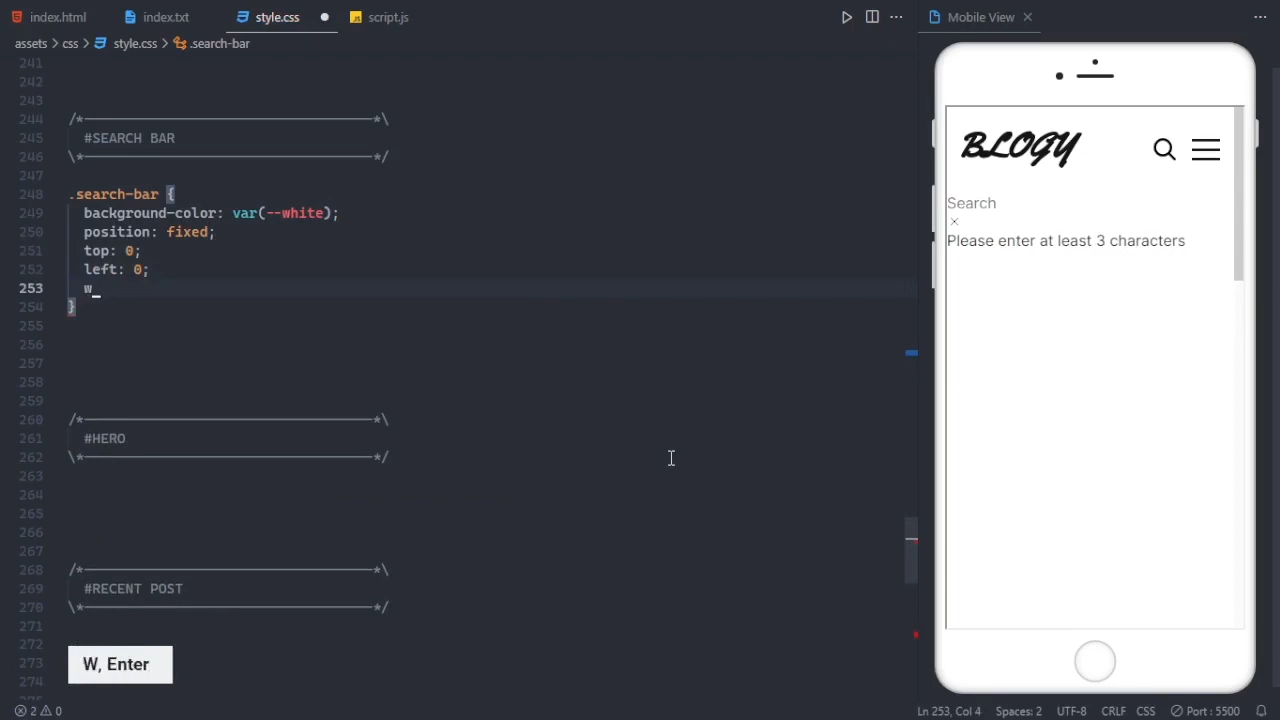 index.html
index.txt
style.css
script.js
Mobile View
assets > css > style.css > .search-bar
241
242
243
244 /*————————————————————————*\
245 #SEARCH BAR
246 \*————————————————————————*/
247
248 .search-bar {
249 background-color: var(--white);
250 position: fixed;
251 top: 0;
252 left: 0;
253 w
254 }
255
256
257
258
259
260 /*————————————————————————*\
261 #HERO
262 \*————————————————————————*/
263
264
265
266
267
268 /*————————————————————————*\
269 #RECENT POST
270 \*————————————————————————*/
271
272
273
274
W, Enter
BLOGY
Search
×
Please enter at least 3 characters
2 0
Ln 253, Col 4
Spaces: 2
UTF-8
CRLF
CSS
Port : 5500